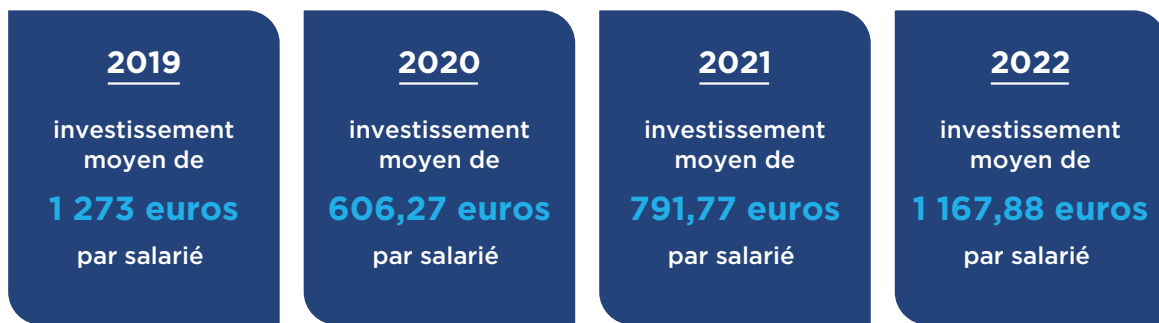 2019
investissement
moyen de
1 273 euros
par salarié
2020
investissement
moyen de
606,27 euros
par salarié
2021
investissement
moyen de
791,77 euros
par salarié
2022
investissement
moyen de
1 167,88 euros
par salarié